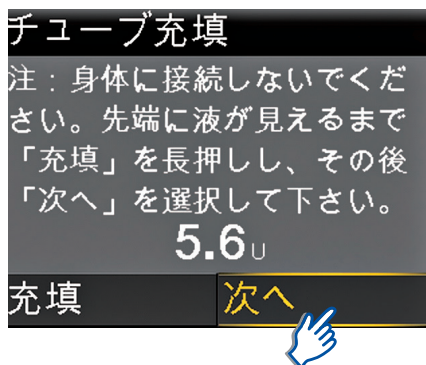 チューブ充填
注：身体に接続しないでくだ
さい。先端に液が見えるまで
「充填」を長押しし、その後
「次へ」を選択して下さい。
5.6U
充填 次へ